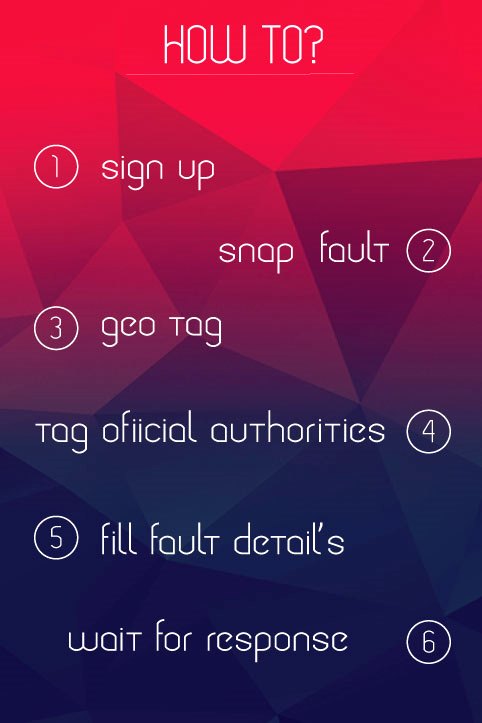 HOW TO?
1 sign up
snap fault 2
3 geo tag
tag ofiicial authorities 4
5 fill fault detail's
wait for response 6